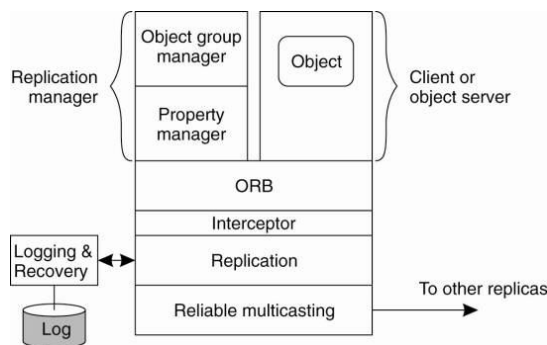 Replication
manager
Object group
manager
Property
manager
Object
Client or
object server
ORB
Interceptor
Logging &
Recovery
Replication
Log
Reliable multicasting
To other replicas